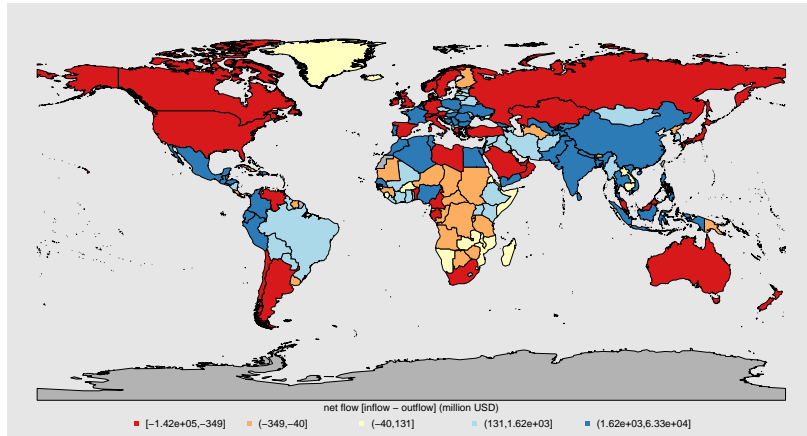 net flow [inflow − outflow] (million USD)
[−1.42e+05,−349] (−349,−40] (−40,131] (131,1.62e+03] (1.62e+03,6.33e+04]